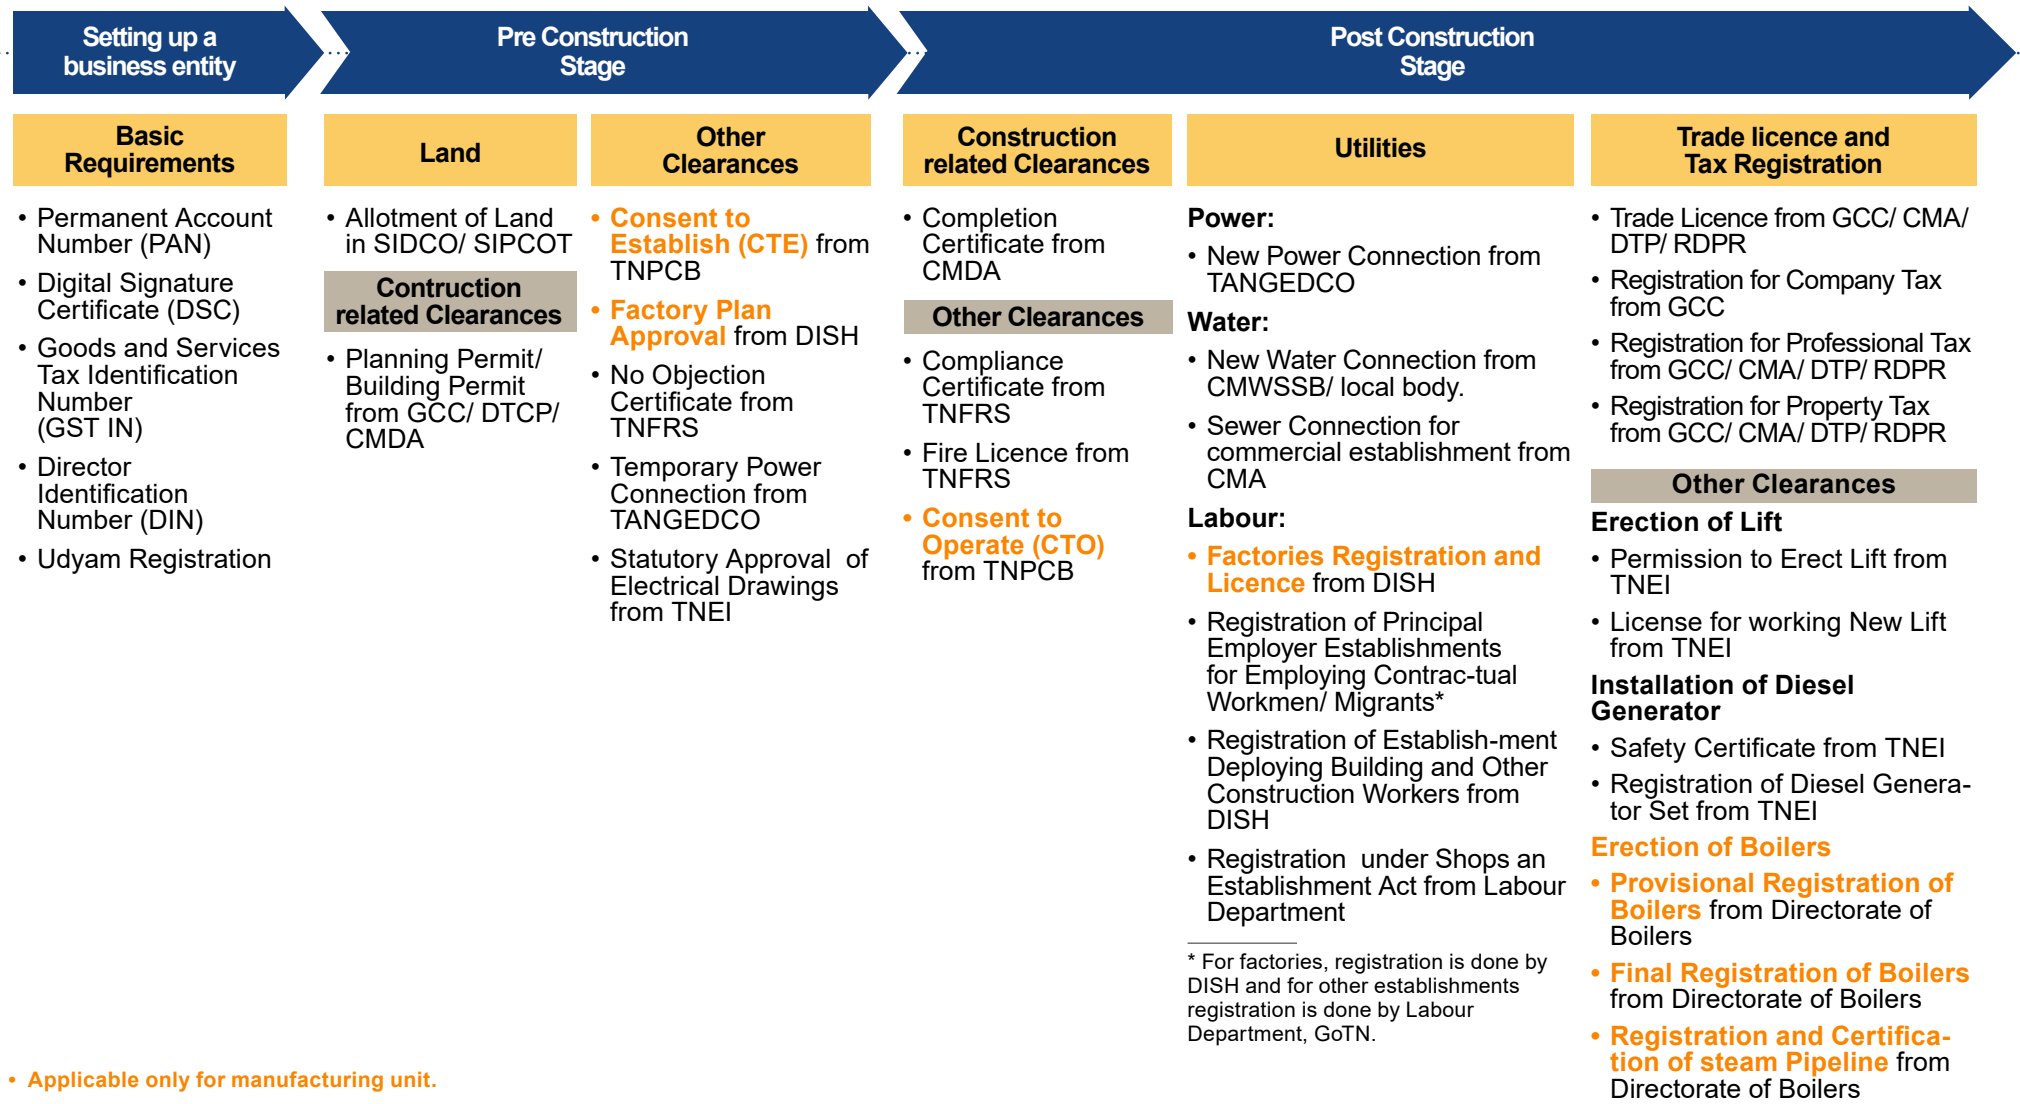 Setting up a
business entity
Pre Construction
Stage
Post Construction
Stage
Basic
Requirements
• Permanent Account
Number (PAN)
• Digital Signature
Certificate (DSC)
• Goods and Services
Tax Identification
Number
(GST IN)
• Director
Identification
Number (DIN)
• Udyam Registration
Land
• Allotment of Land
in SIDCO/ SIPCOT
Contruction
related Clearances
• Planning Permit/
Building Permit
from GCC/ DTCP/
CMDA
Other
Clearances
• Consent to
Establish (CTE) from
TNPCB
• Factory Plan
Approval from DISH
• No Objection
Certificate from
TNFRS
• Temporary Power
Connection from
TANGEDCO
• Statutory Approval of
Electrical Drawings
from TNEI
Construction
related Clearances
• Completion
Certificate from
CMDA
Other Clearances
• Compliance
Certificate from
TNFRS
• Fire Licence from
TNFRS
• Consent to
Operate (CTO)
from TNPCB
Utilities
Power:
• New Power Connection from
TANGEDCO
Water:
• New Water Connection from
CMWSSB/ local body.
• Sewer Connection for
commercial establishment from
CMA
Labour:
• Factories Registration and
Licence from DISH
• Registration of Principal
Employer Establishments
for Employing Contrac-tual
Workmen/ Migrants*
• Registration of Establish-ment
Deploying Building and Other
Construction Workers from
DISH
• Registration under Shops an
Establishment Act from Labour
Department
* For factories, registration is done by
DISH and for other establishments
registration is done by Labour
Department, GoTN.
Trade licence and
Tax Registration
• Trade Licence from GCC/ CMA/
DTP/ RDPR
• Registration for Company Tax
from GCC
• Registration for Professional Tax
from GCC/ CMA/ DTP/ RDPR
• Registration for Property Tax
from GCC/ CMA/ DTP/ RDPR
Other Clearances
Erection of Lift
• Permission to Erect Lift from
TNEI
• License for working New Lift
from TNEI
Installation of Diesel
Generator
• Safety Certificate from TNEI
• Registration of Diesel Genera-
tor Set from TNEI
Erection of Boilers
• Provisional Registration of
Boilers from Directorate of
Boilers
• Final Registration of Boilers
from Directorate of Boilers
• Registration and Certifica-
tion of steam Pipeline from
Directorate of Boilers
• Applicable only for manufacturing unit.